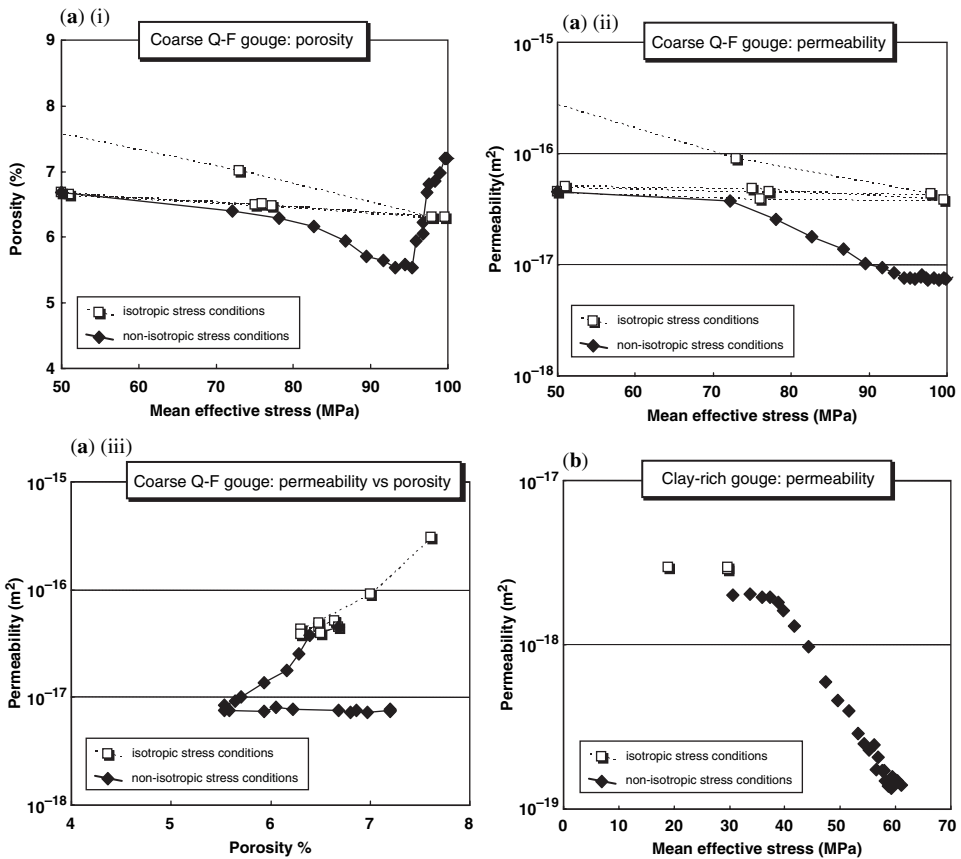 (a) (i)
Coarse Q-F gouge: porosity
9
8
7
6
5
4
Porosity (%)
isotropic stress conditions
non-isotropic stress conditions
50 60 70 80 90 100
Mean effective stress (MPa)
(a) (ii)
Coarse Q-F gouge: permeability
10⁻¹⁵
10⁻¹⁶
10⁻¹⁷
10⁻¹⁸
Permeability(m²)
isotropic stress conditions
non-isotropic stress conditions
50 60 70 80 90 100
Mean effective stress (MPa)
(a) (iii)
Coarse Q-F gouge: permeability vs porosity
10⁻¹⁵
10⁻¹⁶
10⁻¹⁷
10⁻¹⁸
Permeability (m²)
isotropic stress conditions
non-isotropic stress conditions
4 5 6 7 8
Porosity %
(b)
Clay-rich gouge: permeability
10⁻¹⁷
10⁻¹⁸
10⁻¹⁹
Permeability (m²)
isotropic stress conditions
non-isotropic stress conditions
0 10 20 30 40 50 60 70
Mean effective stress (MPa)